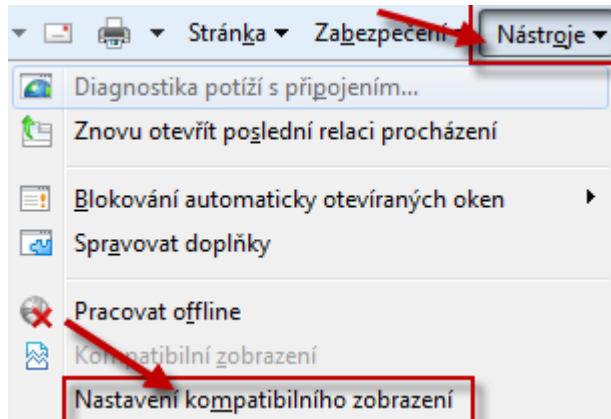 Stránka Zabezpečení Nástroje
Diagnostika potíží s připojením...
Znovu otevřít poslední relaci procházení
Blokování automaticky otevíraných oken
Spravovat doplňky
Pracovat offline
Kompatibilní zobrazení
Nastavení kompatibilního zobrazení